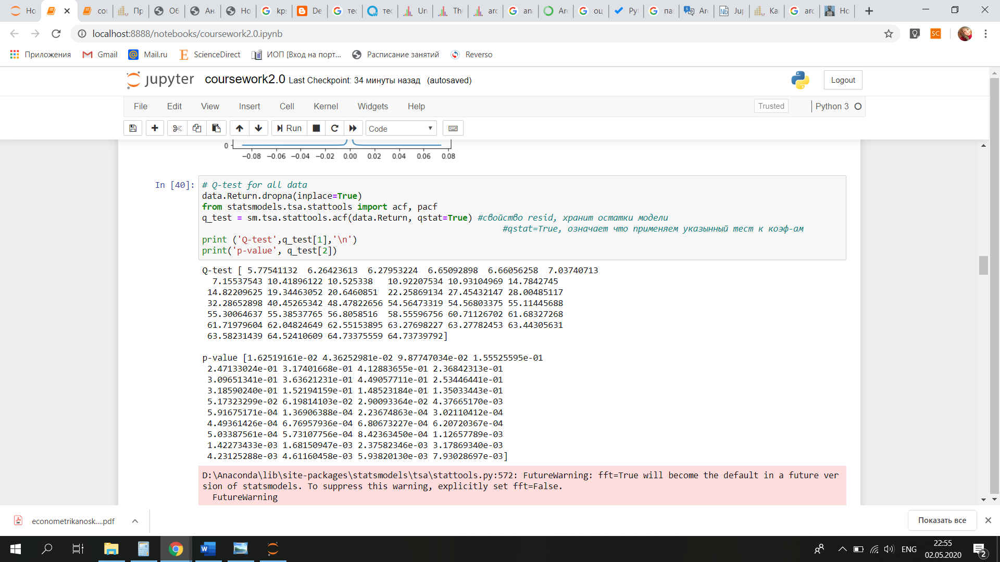 Но
cou
Пр
Об
Ан
Но
kp
De
тес
тес
Un
Th
arc
an
Arc
оц
Py
па
Arc
Jup
Ка
arc
Но
localhost:8888/notebooks/coursework2.0.ipynb
SC
Приложения
Gmail
Mail.ru
ScienceDirect
ИОП [Вход на порт...
Расписание занятий
Reverso
jupyter coursework2.0 Last Checkpoint: 34 минуты назад (autosaved)
Logout
File Edit View Insert Cell Kernel Widgets Help
Trusted
Python 3
Run
Code
0
−0.08 −0.06 −0.04 −0.02 0.00 0.02 0.04 0.06 0.08
In [40]:
# Q-test for all data
data.Return.dropna(inplace=True)
from statsmodels.tsa.stattools import acf, pacf
q_test = sm.tsa.stattools.acf(data.Return, qstat=True) #свойство resid, хранит остатки модели
#qstat=True, означает что применяем указынный тест к коэф-ам
print ('Q-test',q_test[1],'\n')
print('p-value', q_test[2])
Q-test [ 5.77541132 6.26423613 6.27953224 6.65092898 6.66056258 7.03740713
7.15537543 10.41896122 10.525338 10.92207534 10.93104969 14.7842745
14.82209625 19.34463052 20.6460851 22.25869134 27.45432147 28.00485117
32.28652898 40.45265342 48.47822656 54.56473319 54.56803375 55.11445688
55.30064637 55.38537765 56.8058516 58.55596756 60.71126702 61.68327268
61.71979604 62.04824649 62.55153895 63.27698227 63.27782453 63.44305631
63.58231439 64.52410609 64.73375559 64.73739792]
p-value [1.62519161e-02 4.36252981e-02 9.87747034e-02 1.55525595e-01
2.47133024e-01 3.17401668e-01 4.12883655e-01 2.36842313e-01
3.09651341e-01 3.63621231e-01 4.49057711e-01 2.53446441e-01
3.18590240e-01 1.52194159e-01 1.48523184e-01 1.35033443e-01
5.17323299e-02 6.19814103e-02 2.90093364e-02 4.37665170e-03
5.91675171e-04 1.36906388e-04 2.23674863e-04 3.02110412e-04
4.49361426e-04 6.76957936e-04 6.80673227e-04 6.20720367e-04
5.03387561e-04 5.73107756e-04 8.42363450e-04 1.12657789e-03
1.42273433e-03 1.68150947e-03 2.37582346e-03 3.17869340e-03
4.23125288e-03 4.61160458e-03 5.93820130e-03 7.93028697e-03]
D:\Anaconda\lib\site-packages\statsmodels\tsa\stattools.py:572: FutureWarning: fft=True will become the default in a future ver
sion of statsmodels. To suppress this warning, explicitly set fft=False.
FutureWarning
econometrikanosk....pdf
Показать все
ENG
22:55
02.05.2020
2